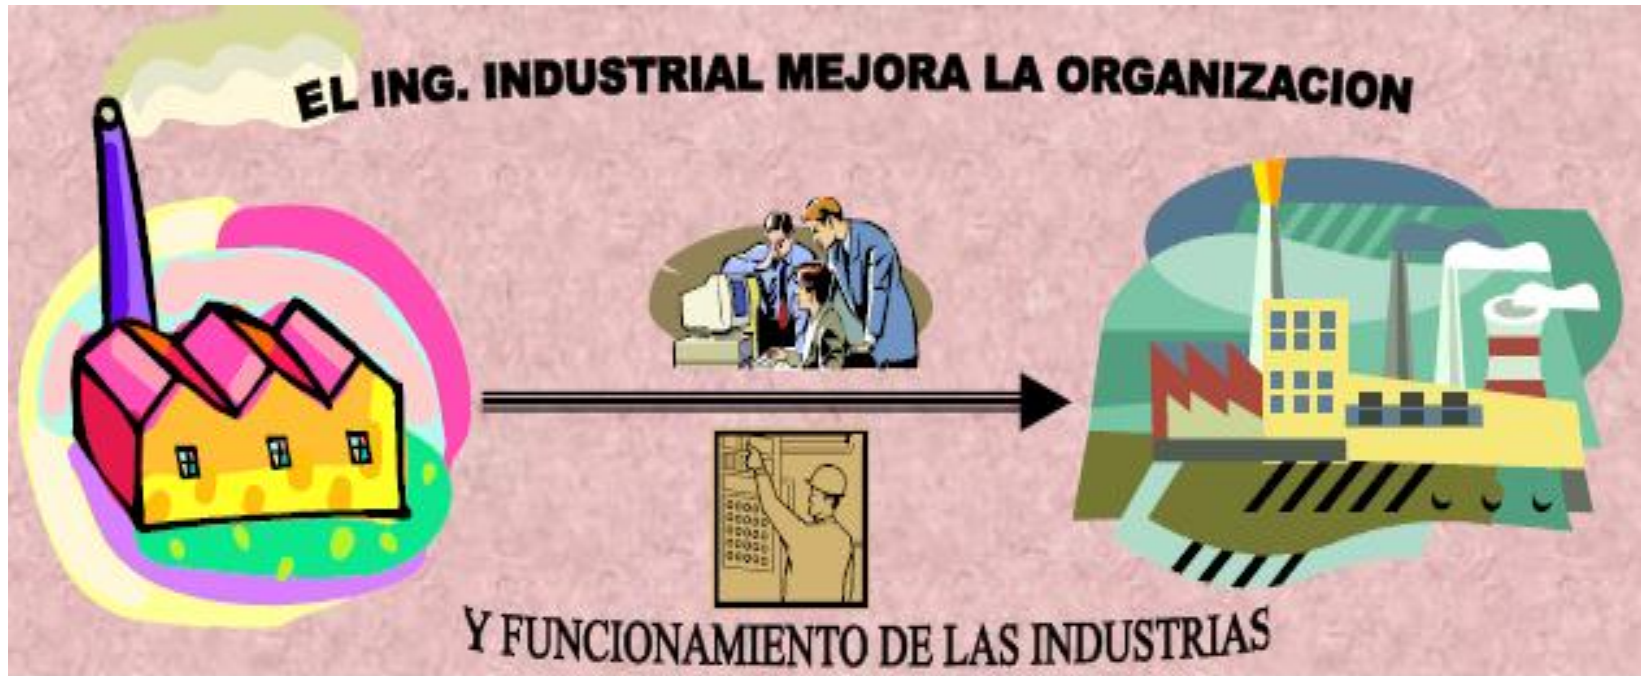 EL ING. INDUSTRIAL MEJORA LA ORGANIZACION
Y FUNCIONAMIENTO DE LAS INDUSTRIAS